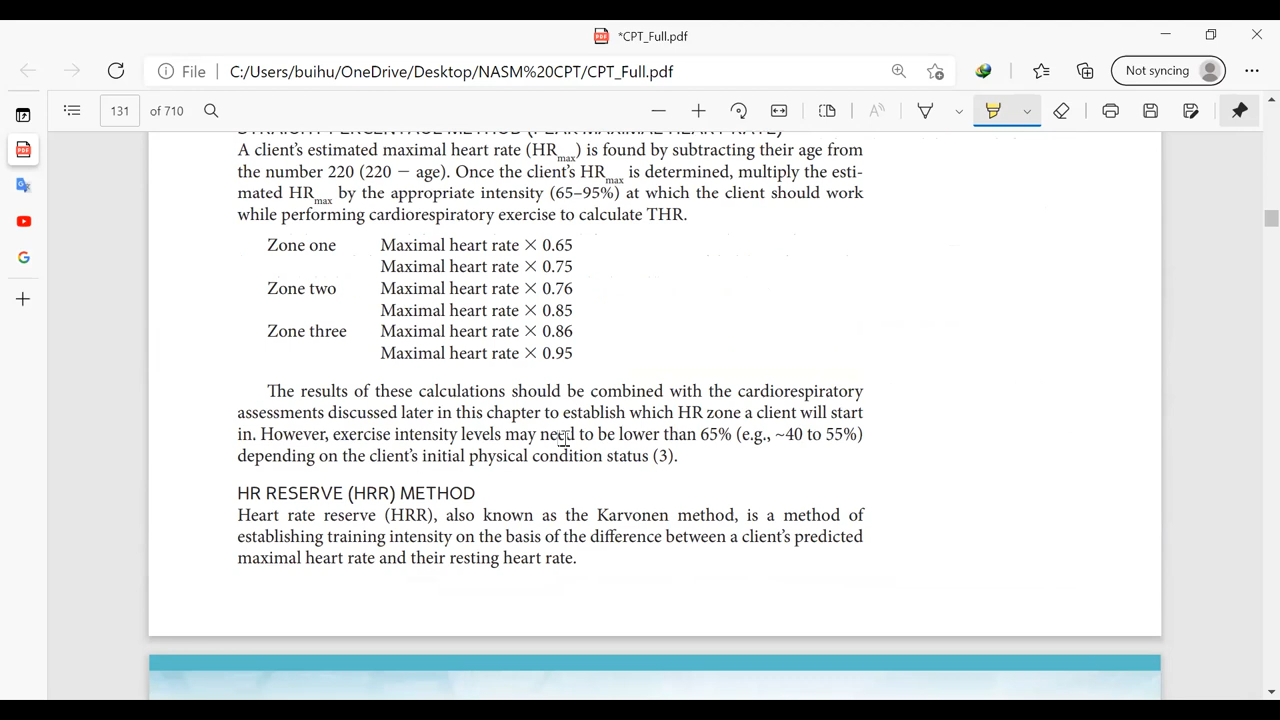 *CPT_Full.pdf
File | C:/Users/buihu/OneDrive/Desktop/NASM%20CPT/CPT_Full.pdf
Not syncing
131 of 710
STRAIGHT PERCENTAGE METHOD (PEAK MAXIMAL HEART RATE)
A client's estimated maximal heart rate (HRmax) is found by subtracting their age from
the number 220 (220 − age). Once the client's HRmax is determined, multiply the esti-
mated HRmax by the appropriate intensity (65–95%) at which the client should work
while performing cardiorespiratory exercise to calculate THR.
Zone one Maximal heart rate × 0.65
Maximal heart rate × 0.75
Zone two Maximal heart rate × 0.76
Maximal heart rate × 0.85
Zone three Maximal heart rate × 0.86
Maximal heart rate × 0.95
The results of these calculations should be combined with the cardiorespiratory
assessments discussed later in this chapter to establish which HR zone a client will start
in. However, exercise intensity levels may need to be lower than 65% (e.g., ~40 to 55%)
depending on the client's initial physical condition status (3).
HR RESERVE (HRR) METHOD
Heart rate reserve (HRR), also known as the Karvonen method, is a method of
establishing training intensity on the basis of the difference between a client's predicted
maximal heart rate and their resting heart rate.